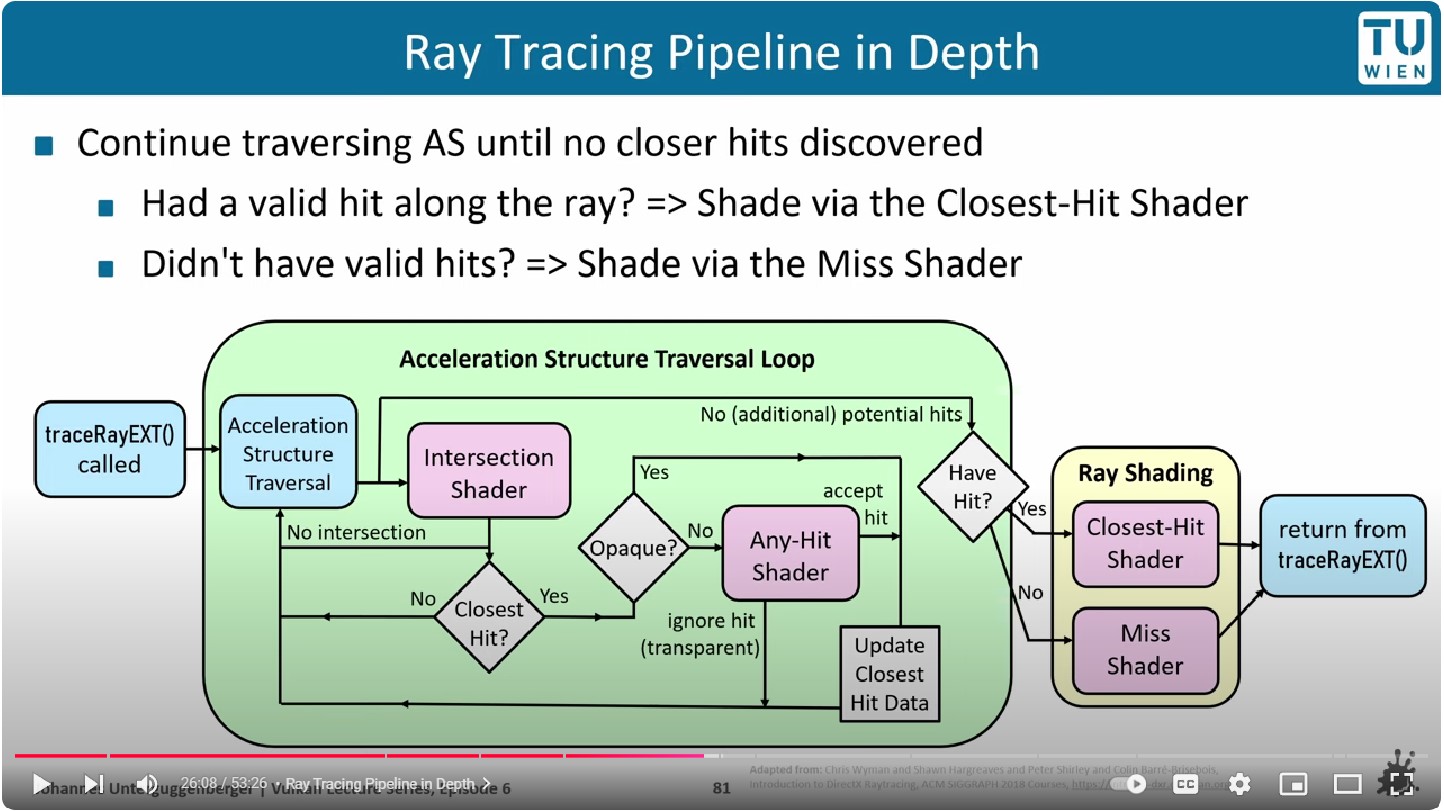 Ray Tracing Pipeline in Depth
TU
WIEN
Continue traversing AS until no closer hits discovered
Had a valid hit along the ray? => Shade via the Closest-Hit Shader
Didn't have valid hits? => Shade via the Miss Shader
Acceleration Structure Traversal Loop
traceRayEXT()
called
Acceleration
Structure
Traversal
Intersection
Shader
No (additional) potential hits
Have
Hit?
Yes
No
No intersection
Closest
Hit?
No
Yes
Opaque?
Yes
No
Any-Hit
Shader
accept
hit
ignore hit
(transparent)
Update
Closest
Hit Data
Ray Shading
Closest-Hit
Shader
Miss
Shader
return from
traceRayEXT()
26:08 / 53:26 • Ray Tracing Pipeline in Depth
Johannes Unterguggenberger | Vulkan Lecture Series, Episode 6
81
Adapted from: Chris Wyman and Shawn Hargreaves and Peter Shirley and Colin Barré-Brisebois,
Introduction to DirectX Raytracing, ACM SIGGRAPH 2018 Courses,
CC